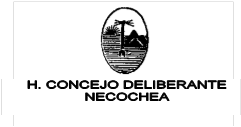 H. CONCEJO DELIBERANTE
NECOCHEA